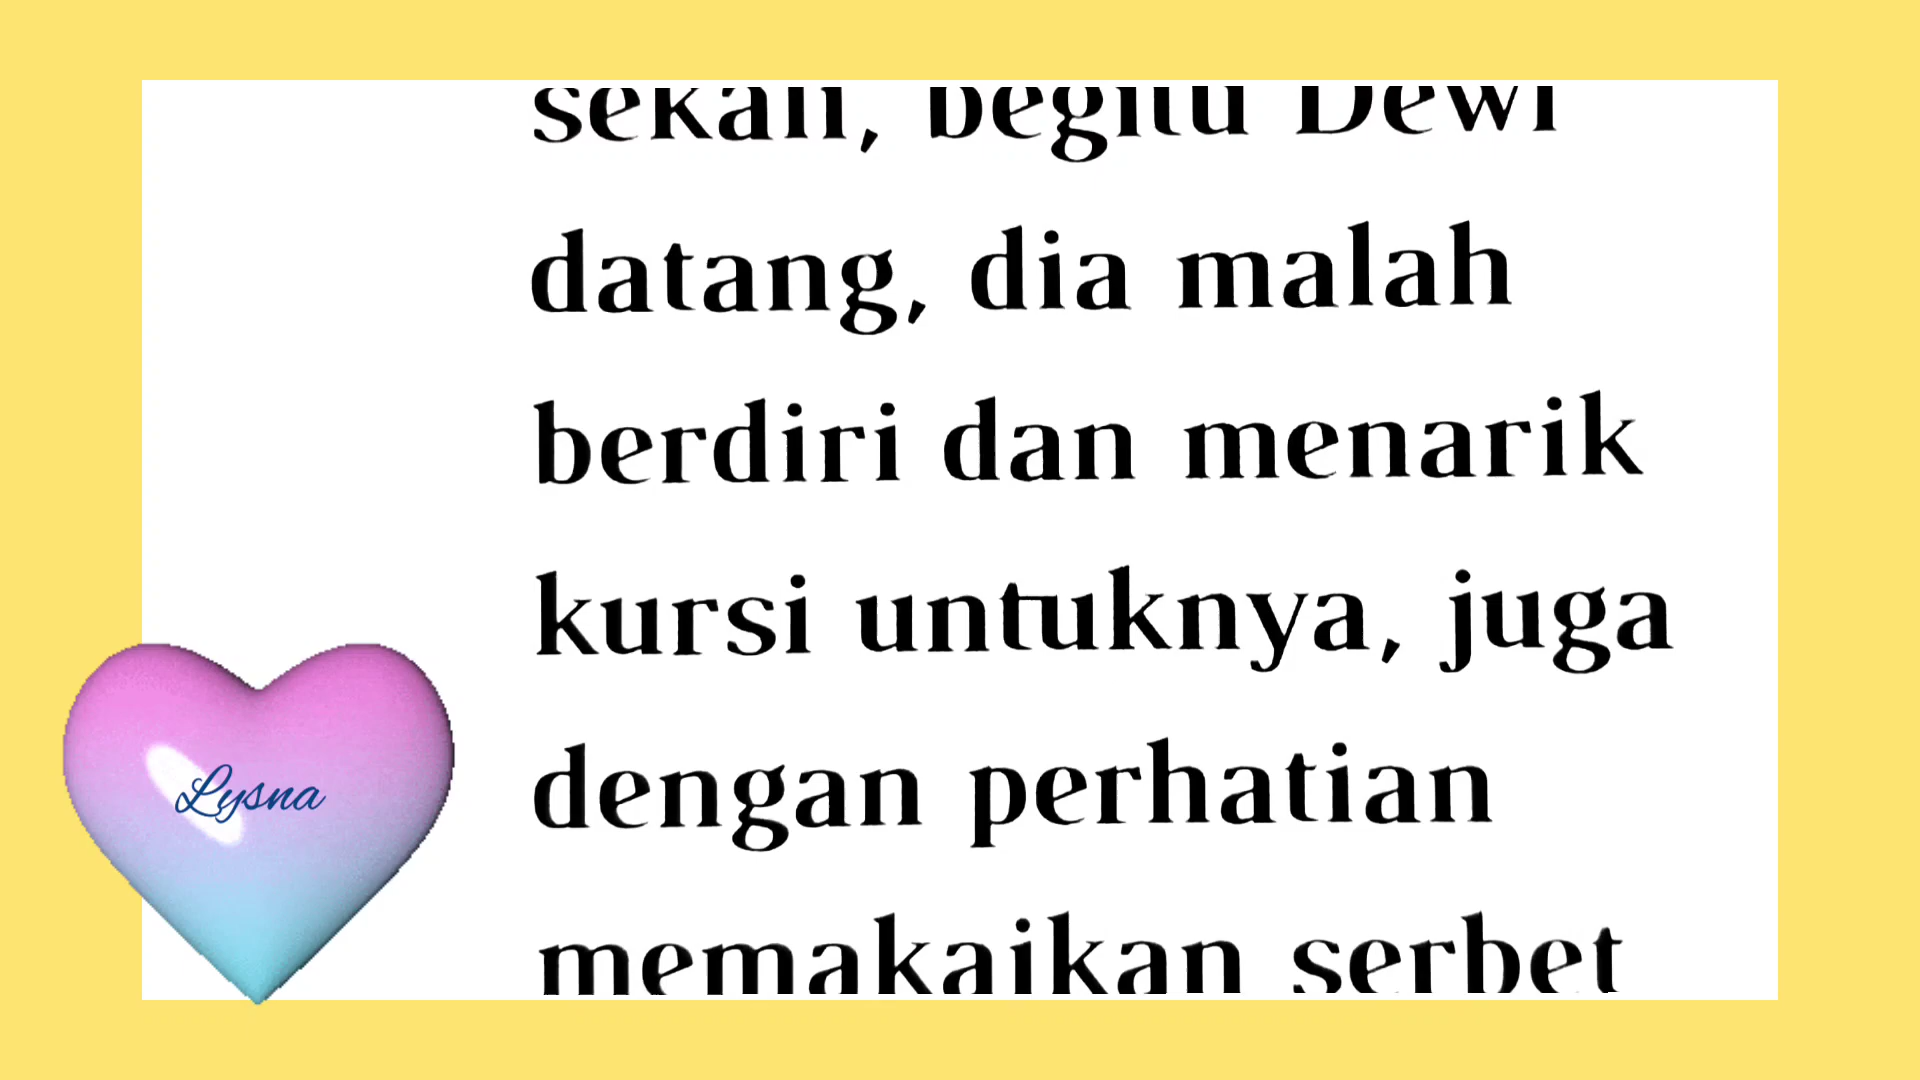 sekali, begitu Dewi
datang, dia malah
berdiri dan menarik
kursi untuknya, juga
dengan perhatian
memakaikan serbet
Lysna